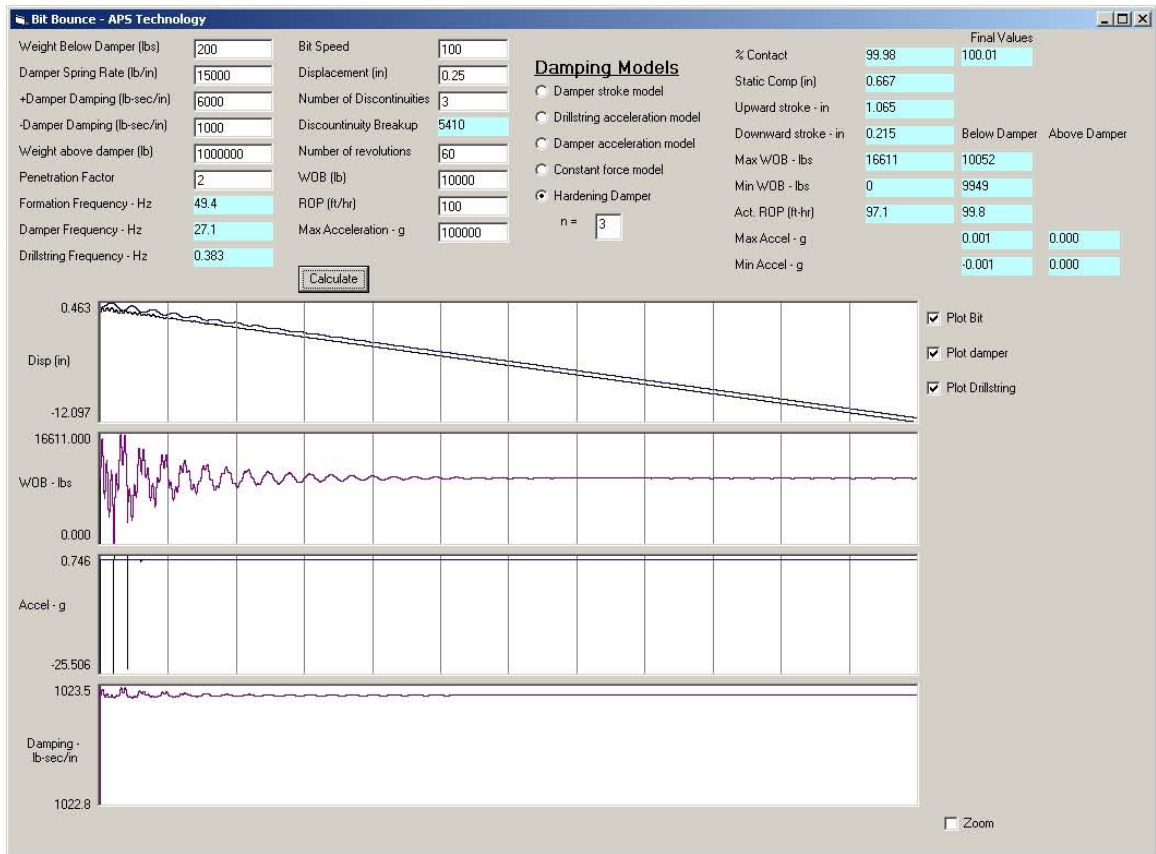 Bit Bounce - APS Technology
Weight Below Damper (lbs) 200
Damper Spring Rate (lb/in) 15000
+Damper Damping (lb-sec/in) 6000
-Damper Damping (lb-sec/in) 1000
Weight above damper (lb) 1000000
Penetration Factor 2
Formation Frequency - Hz 49.4
Damper Frequency - Hz 27.1
Drillstring Frequency - Hz 0.383
Bit Speed 100
Displacement (in) 0.25
Number of Discontinuities 3
Discountinuity Breakup 5410
Number of revolutions 60
WOB (lb) 10000
ROP (ft/hr) 100
Max Acceleration - g 100000
Calculate
Damping Models
Damper stroke model
Drillstring acceleration model
Damper acceleration model
Constant force model
Hardening Damper
n = 3
Final Values
% Contact 99.98 100.01
Static Comp (in) 0.667
Upward stroke - in 1.065
Downward stroke - in 0.215 Below Damper Above Damper
Max WOB - lbs 16611 10052
Min WOB - lbs 0 9949
Act. ROP (ft-hr) 97.1 99.8
Max Accel - g 0.001 0.000
Min Accel - g -0.001 0.000
0.463
Disp (in)
-12.097
16611.000
WOB - lbs
0.000
0.746
Accel - g
-25.506
1023.5
Damping -
lb-sec/in
1022.8
Plot Bit
Plot damper
Plot Drillstring
Zoom